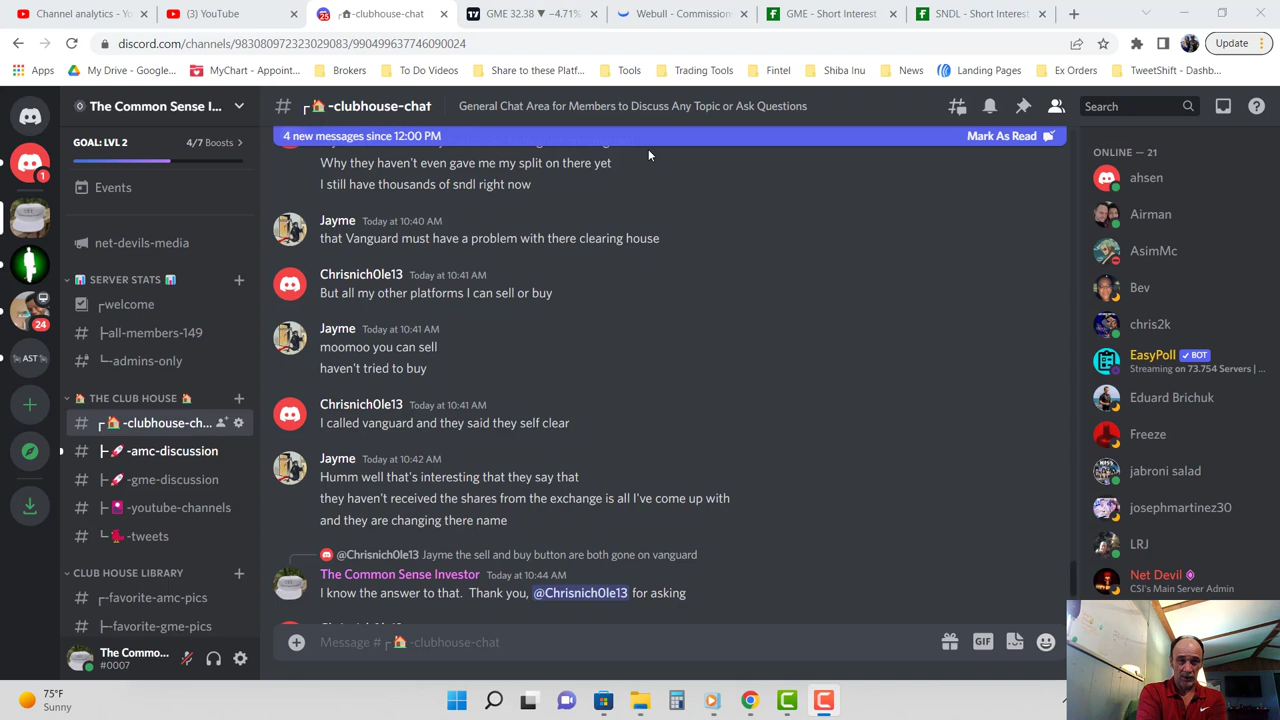 Channel analytics - Yo
(3) YouTube
-clubhouse-chat
GME 32.38 ▼ −4.71%
Webull - Commission
GME - Short Interest
SNDL - Short Interest
discord.com/channels/983080972323029083/990499637746090024
Update
Apps
My Drive - Google...
MyChart - Appoint...
Brokers
To Do Videos
Share to these Platf...
Tools
Trading Tools
Fintel
Shiba Inu
News
Landing Pages
Ex Orders
TweetShift - Dashb...
The Common Sense I...
-clubhouse-chat
General Chat Area for Members to Discuss Any Topic or Ask Questions
Search
GOAL: LVL 2
4/7 Boosts
Events
net-devils-media
SERVER STATS
welcome
all-members-149
admins-only
THE CLUB HOUSE
-clubhouse-ch...
-amc-discussion
-gme-discussion
-youtube-channels
-tweets
CLUB HOUSE LIBRARY
favorite-amc-pics
favorite-gme-pics
The Commo...
#0007
25
1
24
AST
4 new messages since 12:00 PM
Mark As Read
Why they haven't even gave me my split on there yet
I still have thousands of sndl right now
Jayme Today at 10:40 AM
that Vanguard must have a problem with there clearing house
Chrisnich0le13 Today at 10:41 AM
But all my other platforms I can sell or buy
Jayme Today at 10:41 AM
moomoo you can sell
haven't tried to buy
Chrisnich0le13 Today at 10:41 AM
I called vanguard and they said they self clear
Jayme Today at 10:42 AM
Humm well that's interesting that they say that
they haven't received the shares from the exchange is all I've come up with
and they are changing there name
@Chrisnich0le13 Jayme the sell and buy button are both gone on vanguard
The Common Sense Investor Today at 10:44 AM
I know the answer to that. Thank you, @Chrisnich0le13 for asking
Message # -clubhouse-chat
GIF
ONLINE — 21
ahsen
Airman
AsimMc
Bev
chris2k
EasyPoll ✓ BOT
Streaming on 73.754 Servers | ...
Eduard Brichuk
Freeze
jabroni salad
josephmartinez30
LRJ
Net Devil
CSI's Main Server Admin
75°F
Sunny